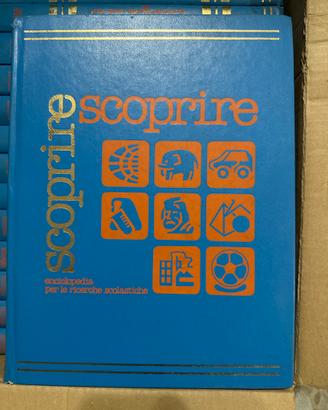 scoprire
scoprire
enciclopedia
per le ricerche scolastiche